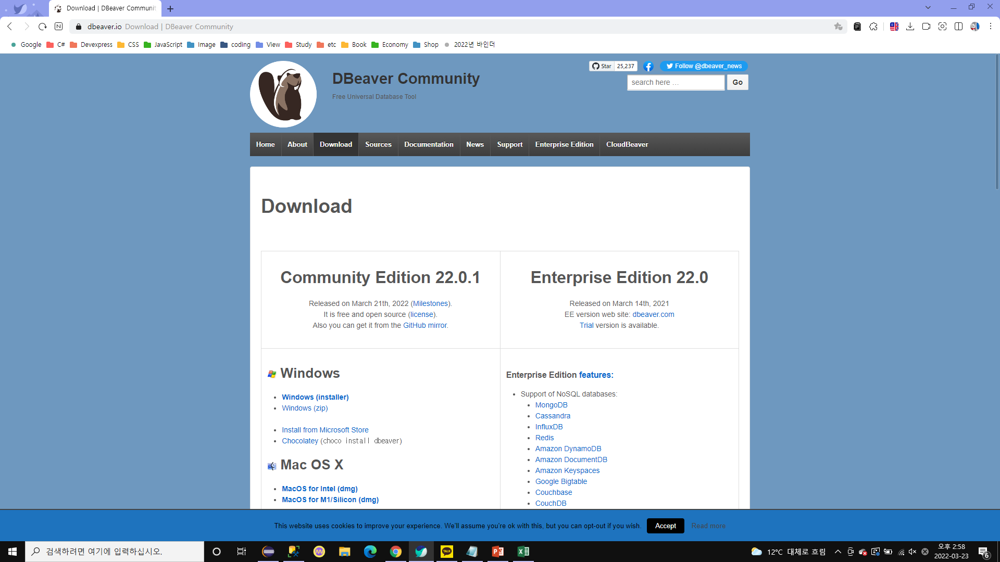 Download | DBeaver Communit
dbeaver.io Download | DBeaver Community
Google C# Devexpress CSS JavaScript Image coding View Study etc Book Economy Shop 2022년 바인더
Star 25,237 Follow @dbeaver_news
DBeaver Community
search here ... Go
Free Universal Database Tool
Home About Download Sources Documentation News Support Enterprise Edition CloudBeaver
Download
Community Edition 22.0.1
Released on March 21th, 2022 (Milestones).
It is free and open source (license).
Also you can get it from the GitHub mirror.
Enterprise Edition 22.0
Released on March 14th, 2021
EE version web site: dbeaver.com
Trial version is available.
Windows
Windows (installer)
Windows (zip)
Install from Microsoft Store
Chocolatey (choco install dbeaver)
Mac OS X
MacOS for Intel (dmg)
MacOS for M1/Silicon (dmg)
Enterprise Edition features:
Support of NoSQL databases:
MongoDB
Cassandra
InfluxDB
Redis
Amazon DynamoDB
Amazon DocumentDB
Amazon Keyspaces
Google Bigtable
Couchbase
CouchDB
This website uses cookies to improve your experience. We'll assume you're ok with this, but you can opt-out if you wish. Accept Read more
검색하려면 여기에 입력하십시오.
TALK
12°C 대체로 흐림
오후 2:58
2022-03-23
6